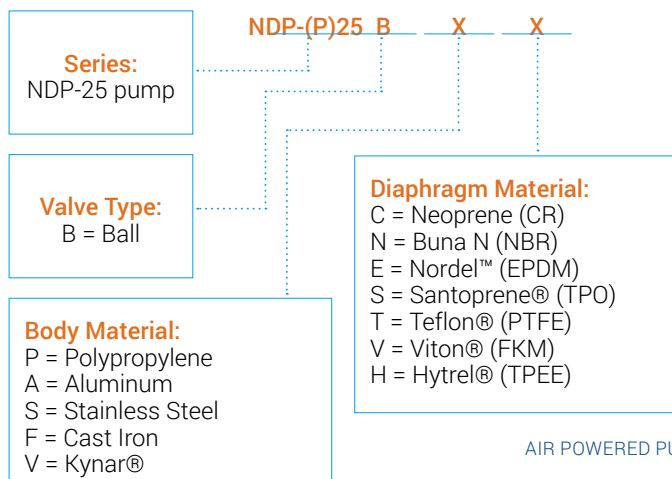 NDP-(P)25 B X X
Series:
NDP-25 pump
Valve Type:
B = Ball
Body Material:
P = Polypropylene
A = Aluminum
S = Stainless Steel
F = Cast Iron
V = Kynar®
Diaphragm Material:
C = Neoprene (CR)
N = Buna N (NBR)
E = Nordel™ (EPDM)
S = Santoprene® (TPO)
T = Teflon® (PTFE)
V = Viton® (FKM)
H = Hytrel® (TPEE)
AIR POWERED PU